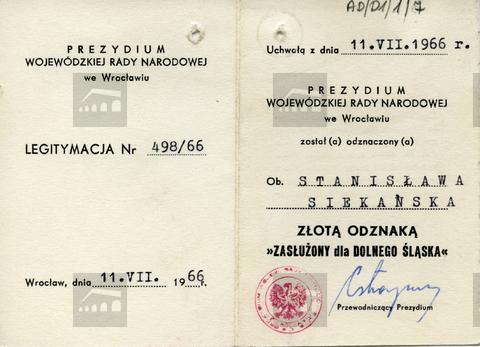 PREZYDIUM
WOJEWÓDZKIEJ RADY NARODOWEJ
we Wrocławiu
LEGITYMACJA Nr 498/66
Wrocław, dnia 11.VII. 1966 r.
AD/D1/1/7
Uchwałą z dnia 11.VII.1966 r.
PREZYDIUM
WOJEWÓDZKIEJ RADY NARODOWEJ
we Wrocławiu
został(a) odznaczony(a)
Ob. STANISŁAWA
SIEKAŃSKA
ZŁOTĄ ODZNAKĄ
»ZASŁUŻONY dla DOLNEGO ŚLĄSKA«
Przewodniczący Prezydium